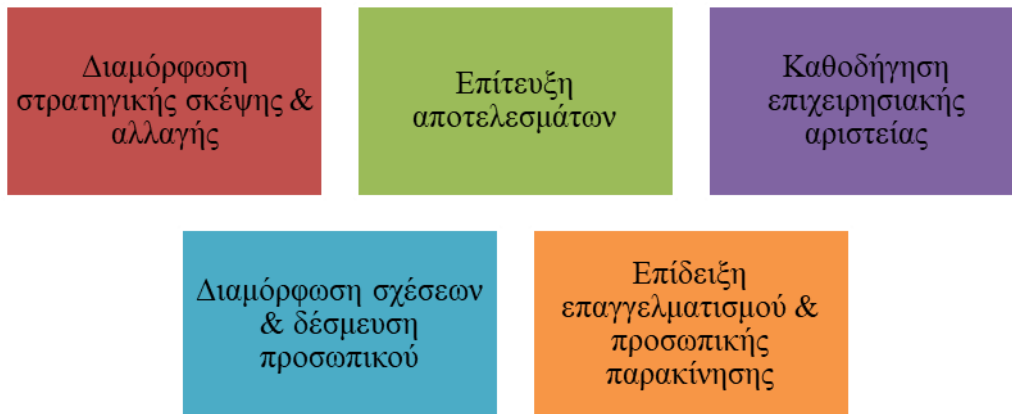 Διαμόρφωση
στρατηγικής σκέψης &
αλλαγής
Επίτευξη
αποτελεσμάτων
Καθοδήγηση
επιχειρησιακής
αριστείας
Διαμόρφωση σχέσεων
& δέσμευση
προσωπικού
Επίδειξη
επαγγελματισμού &
προσωπικής
παρακίνησης